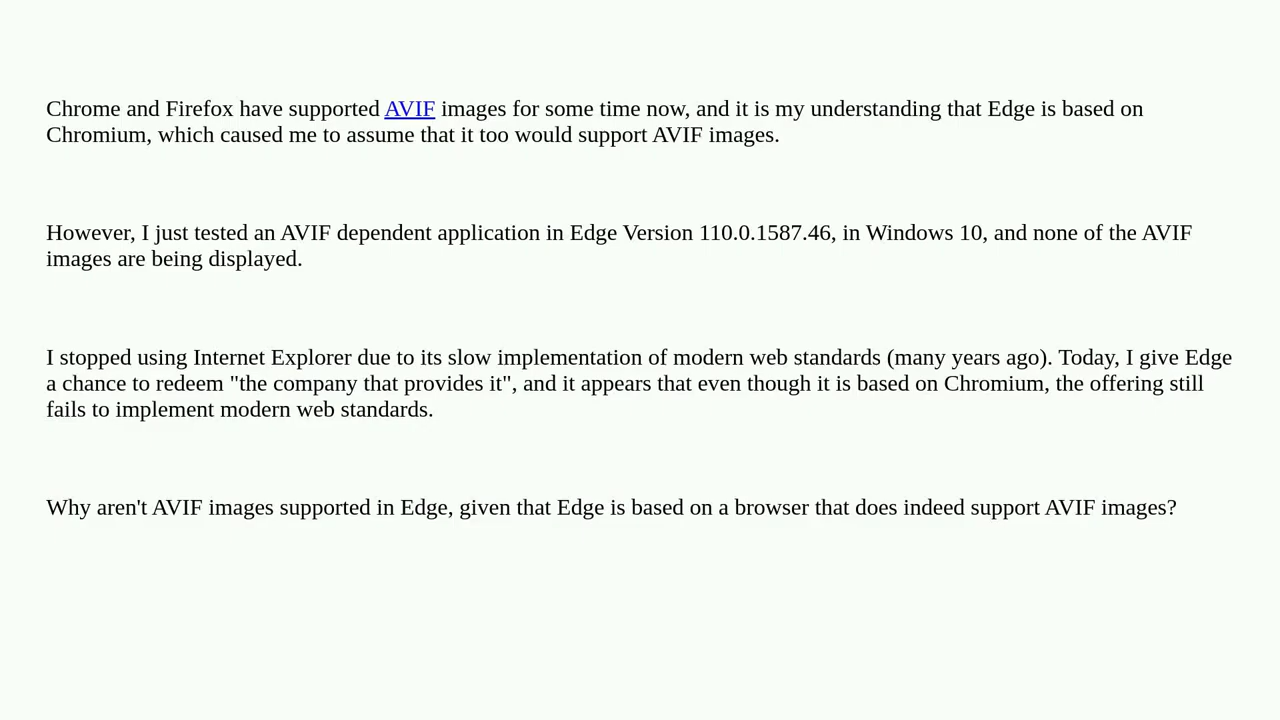 Chrome and Firefox have supported AVIF images for some time now, and it is my understanding that Edge is based on
Chromium, which caused me to assume that it too would support AVIF images.
However, I just tested an AVIF dependent application in Edge Version 110.0.1587.46, in Windows 10, and none of the AVIF
images are being displayed.
I stopped using Internet Explorer due to its slow implementation of modern web standards (many years ago). Today, I give Edge
a chance to redeem "the company that provides it", and it appears that even though it is based on Chromium, the offering still
fails to implement modern web standards.
Why aren't AVIF images supported in Edge, given that Edge is based on a browser that does indeed support AVIF images?